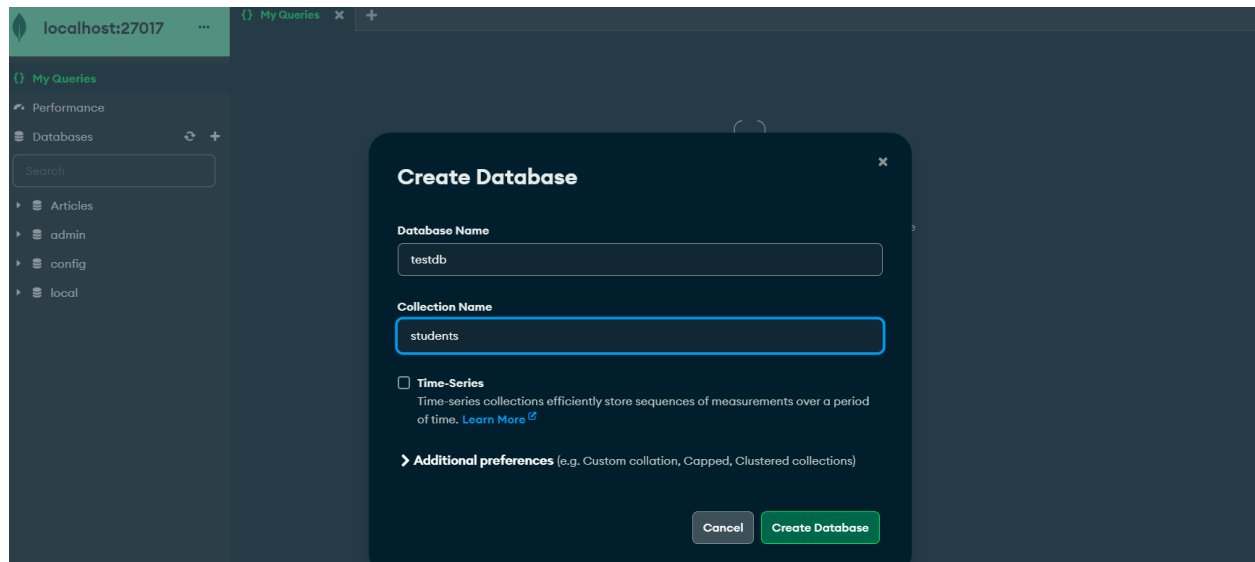 localhost:27017 ...
{} My Queries X +
{} My Queries
Performance
Databases +
Search
Articles
admin
config
local
Create Database
Database Name
testdb
Collection Name
students
Time-Series
Time-series collections efficiently store sequences of measurements over a period
of time. Learn More
Additional preferences (e.g. Custom collation, Capped, Clustered collections)
Cancel Create Database